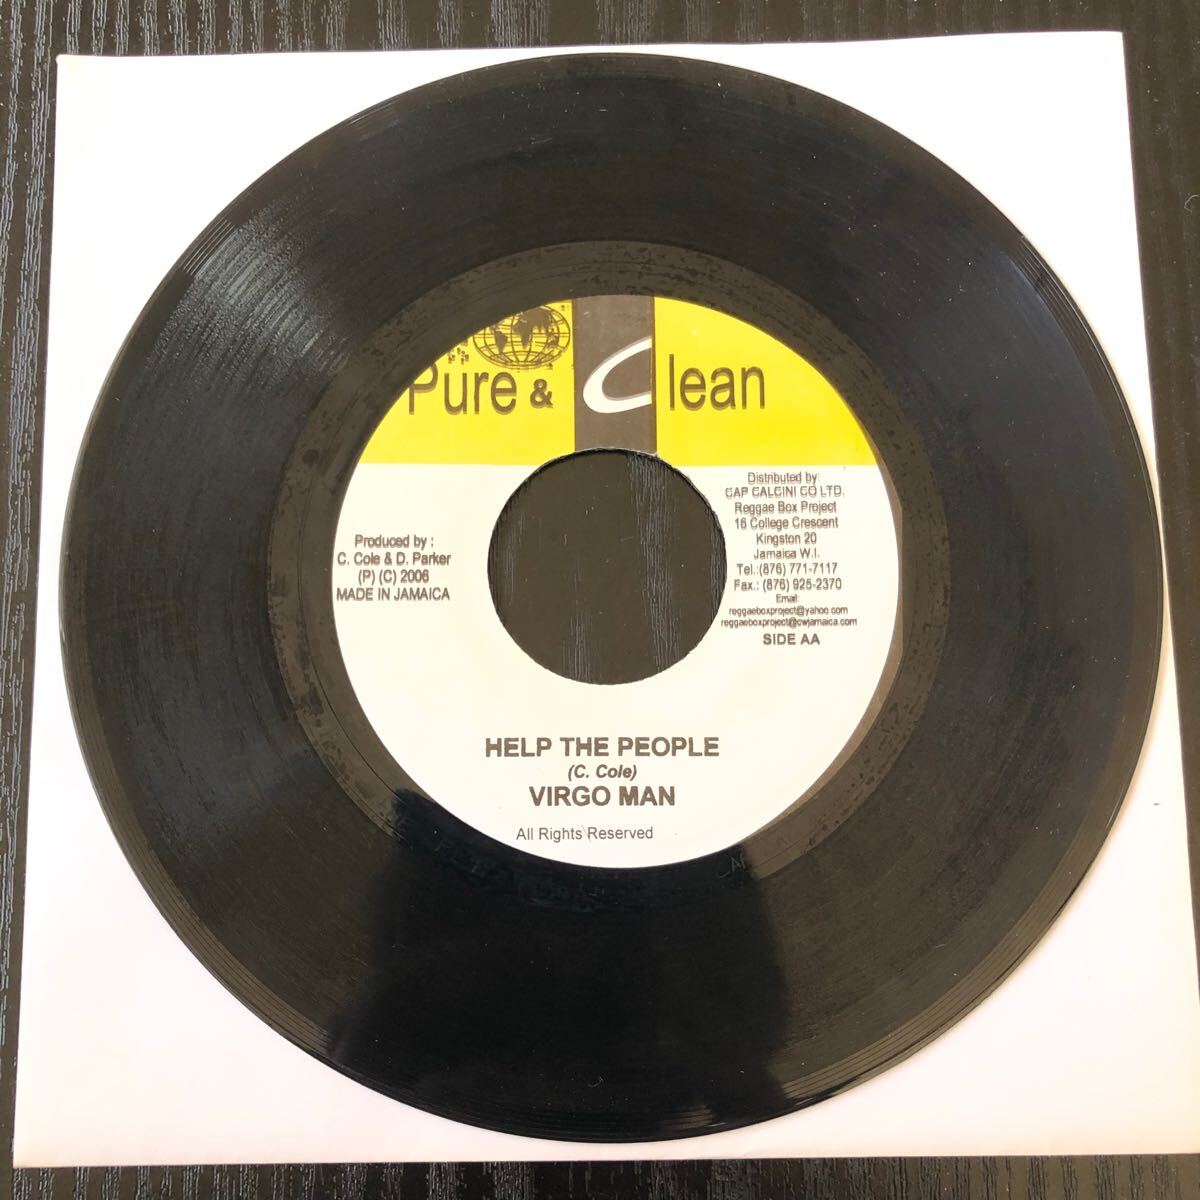 Pure & Clean
Produced by :
C. Cole & D. Parker
(P) (C) 2006
MADE IN JAMAICA
Distributed by:
CAP CALCINI CO LTD.
Reggae Box Project
16 College Crescent
Kingston 20
Jamaica W.I.
Tel.:(876) 771-7117
Fax.: (876) 925-2370
Email:
reggaeboxproject@yahoo.com
reggaeboxproject@cwjamaica.com
SIDE AA
HELP THE PEOPLE
(C. Cole)
VIRGO MAN
All Rights Reserved